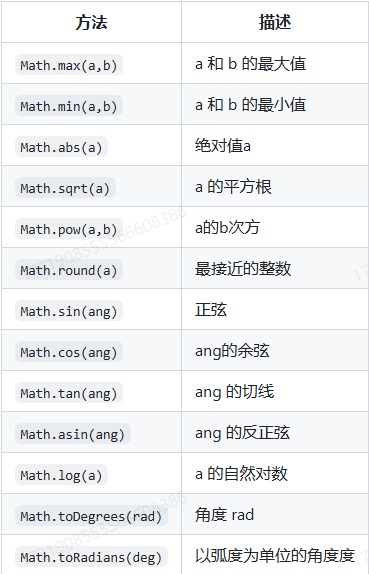 方法 描述
Math.max(a,b) a 和 b 的最大值
Math.min(a,b) a 和 b 的最小值
Math.abs(a) 绝对值a
Math.sqrt(a) a 的平方根
Math.pow(a,b) a的b次方
Math.round(a) 最接近的整数
Math.sin(ang) 正弦
Math.cos(ang) ang的余弦
Math.tan(ang) ang 的切线
Math.asin(ang) ang 的反正弦
Math.log(a) a 的自然对数
Math.toDegrees(rad) 角度 rad
Math.toRadians(deg) 以弧度为单位的角度度